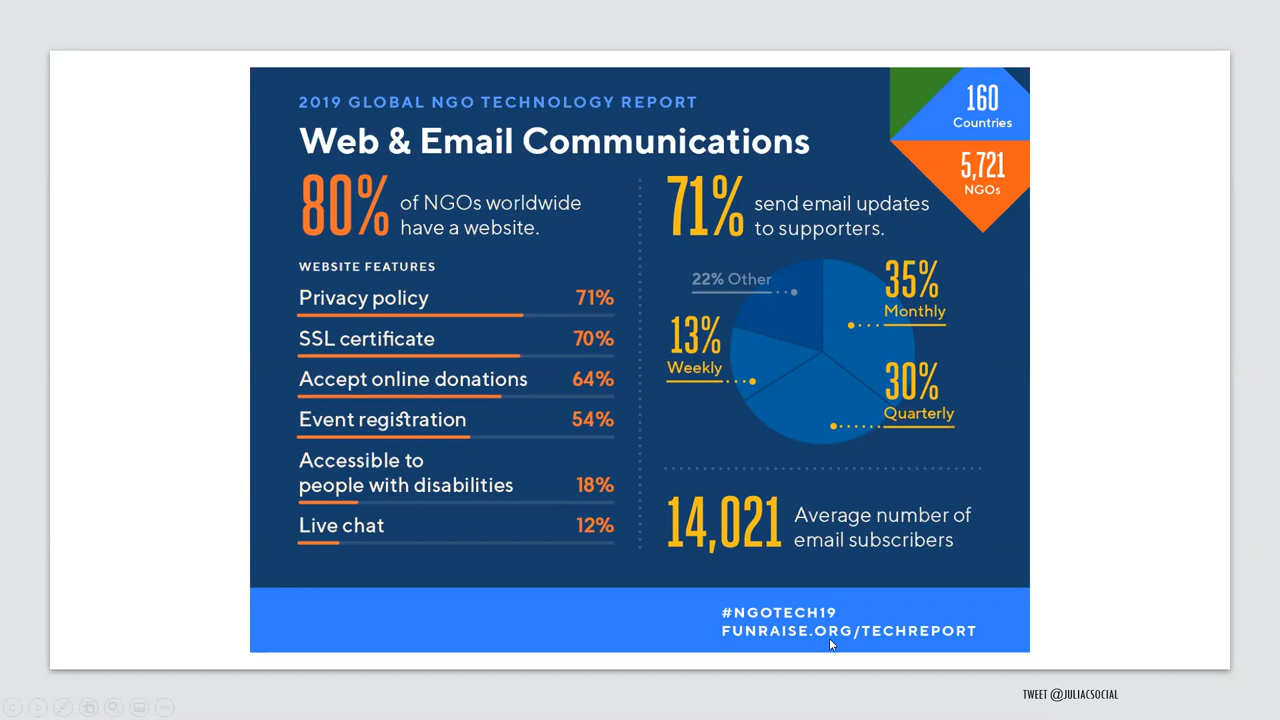 2019 GLOBAL NGO TECHNOLOGY REPORT
Web & Email Communications
160
Countries
5,721
NGOs
80% of NGOs worldwide
have a website.
WEBSITE FEATURES
Privacy policy 71%
SSL certificate 70%
Accept online donations 64%
Event registration 54%
Accessible to
people with disabilities 18%
Live chat 12%
71% send email updates
to supporters.
22% Other
35%
Monthly
13%
Weekly
30%
Quarterly
14,021 Average number of
email subscribers
#NGOTECH19
FUNRAISE.ORG/TECHREPORT
TWEET @JULIACSOCIAL